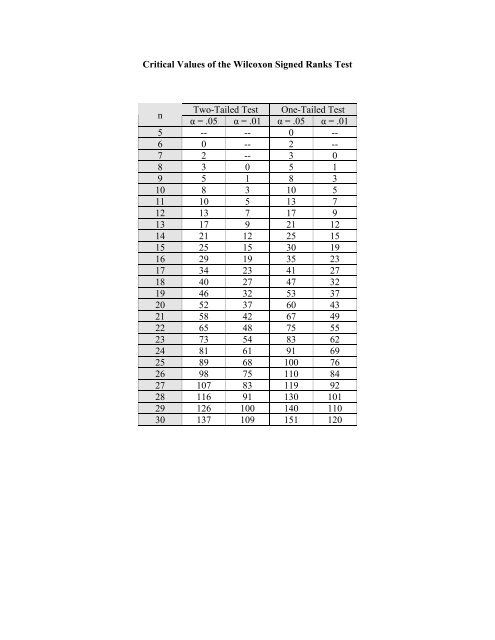 Critical Values of the Wilcoxon Signed Ranks Test
n Two-Tailed Test One-Tailed Test
α = .05 α = .01 α = .05 α = .01
5 -- -- 0 --
6 0 -- 2 --
7 2 -- 3 0
8 3 0 5 1
9 5 1 8 3
10 8 3 10 5
11 10 5 13 7
12 13 7 17 9
13 17 9 21 12
14 21 12 25 15
15 25 15 30 19
16 29 19 35 23
17 34 23 41 27
18 40 27 47 32
19 46 32 53 37
20 52 37 60 43
21 58 42 67 49
22 65 48 75 55
23 73 54 83 62
24 81 61 91 69
25 89 68 100 76
26 98 75 110 84
27 107 83 119 92
28 116 91 130 101
29 126 100 140 110
30 137 109 151 120